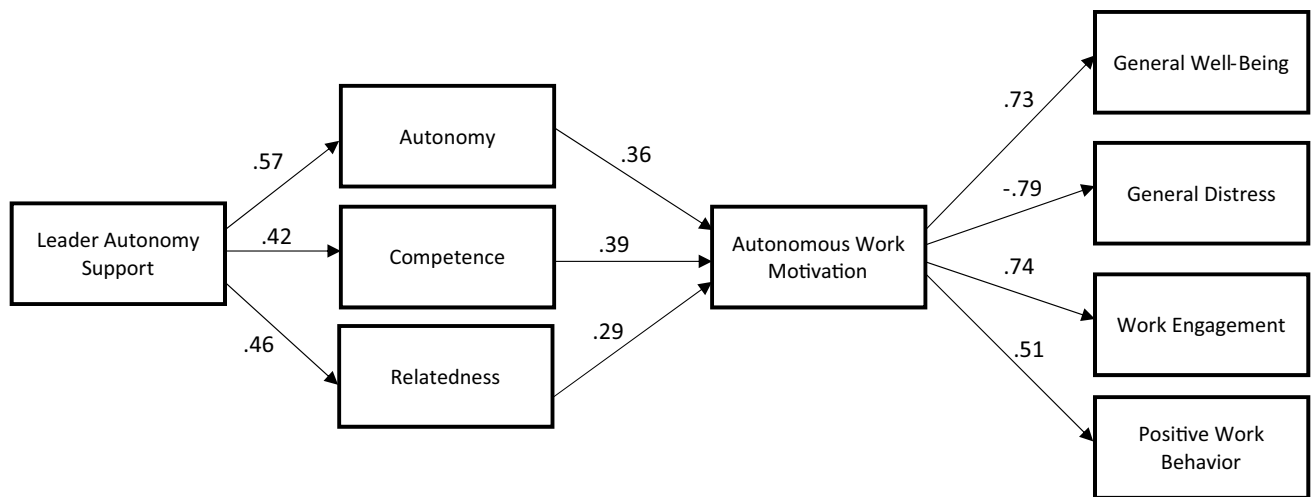 Leader Autonomy
Support
.57
.42
.46
Autonomy
Competence
Relatedness
.36
.39
.29
Autonomous Work
Motivation
.73
-.79
.74
.51
General Well-Being
General Distress
Work Engagement
Positive Work
Behavior